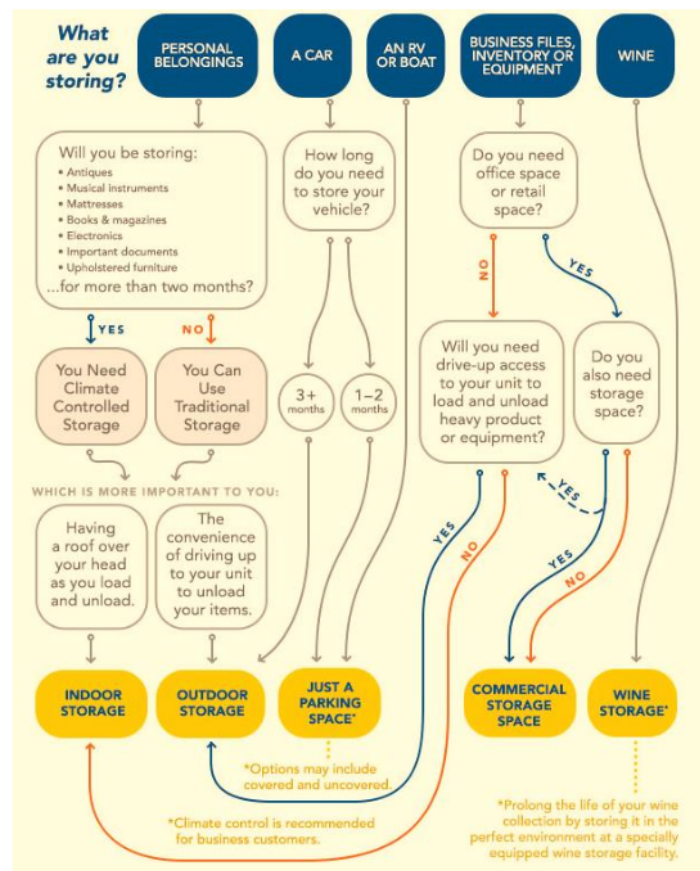 What
are you
storing?
PERSONAL
BELONGINGS
A CAR
AN RV
OR BOAT
BUSINESS FILES,
INVENTORY OR
EQUIPMENT
WINE
Will you be storing:
▪ Antiques
▪ Musical instruments
▪ Mattresses
▪ Books & magazines
▪ Electronics
▪ Important documents
▪ Upholstered furniture
...for more than two months?
How long
do you need
to store your
vehicle?
Do you need
office space
or retail
space?
YES
NO
NO
YES
You Need
Climate
Controlled
Storage
You Can
Use
Traditional
Storage
3+
months
1–2
months
Will you need
drive-up access
to your unit to
load and unload
heavy product
or equipment?
Do you
also need
storage
space?
WHICH IS MORE IMPORTANT TO YOU:
Having
a roof over
your head
as you load
and unload.
The
convenience
of driving up
to your unit
to unload
your items.
YES
NO
YES
YES
NO
INDOOR
STORAGE
OUTDOOR
STORAGE
JUST A
PARKING
SPACE*
COMMERCIAL
STORAGE
SPACE
WINE
STORAGE*
*Options may include
covered and uncovered.
*Climate control is recommended
for business customers.
*Prolong the life of your wine
collection by storing it in the
perfect environment at a specially
equipped wine storage facility.